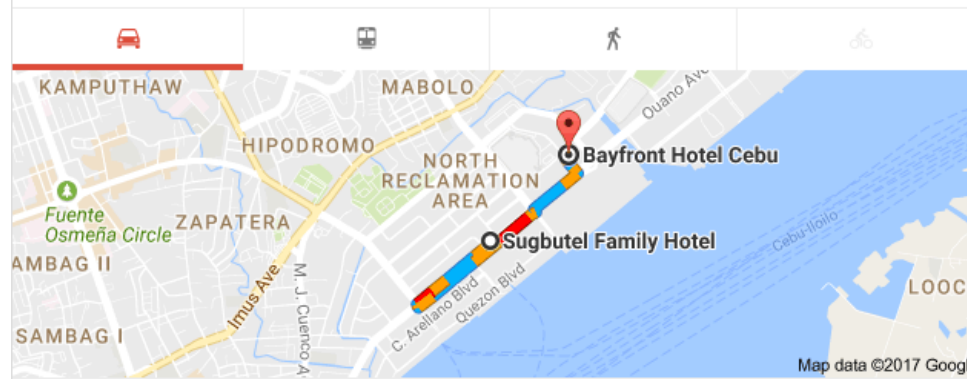 KAMPUTHAW
MABOLO
Ouano Ave
HIPODROMO
Bayfront Hotel Cebu
NORTH
RECLAMATION
AREA
Fuente
Osmeña Circle
ZAPATERA
Sugbutel Family Hotel
Cebu-Iloilo
AMBAG II
Imus Ave
M. J. Cuenco A
C. Arellano Blvd
Quezon Blvd
LOOC
SAMBAG I
Map data ©2017 Googl